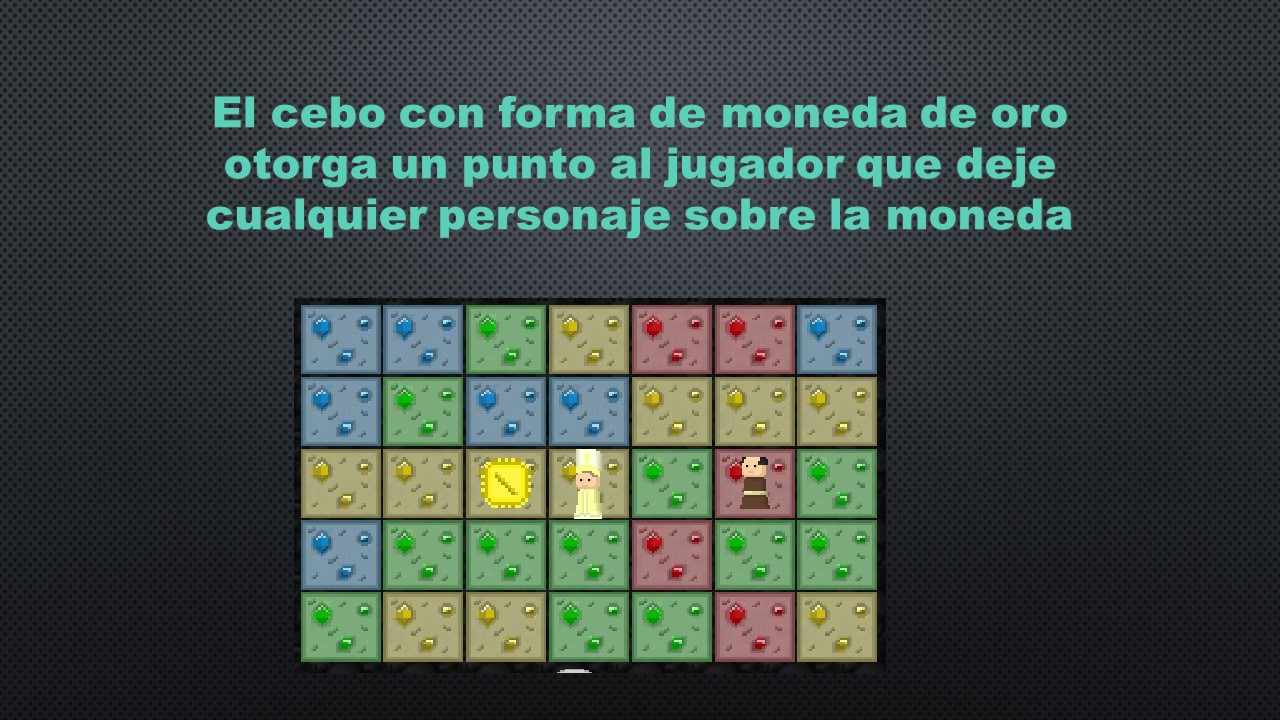 El cebo con forma de moneda de oro
otorga un punto al jugador que deje
cualquier personaje sobre la moneda